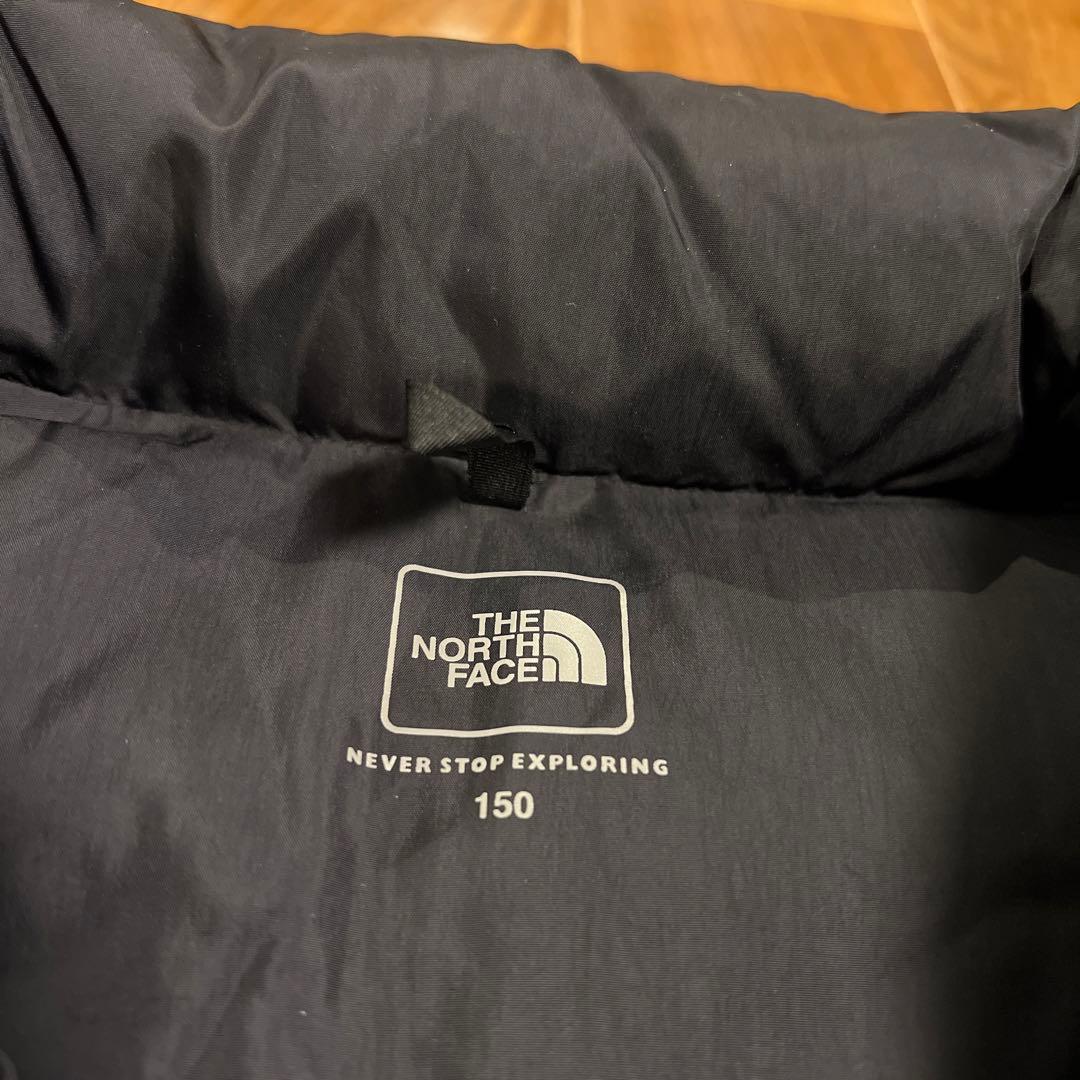 THE
NORTH
FACE
NEVER STOP EXPLORING
150